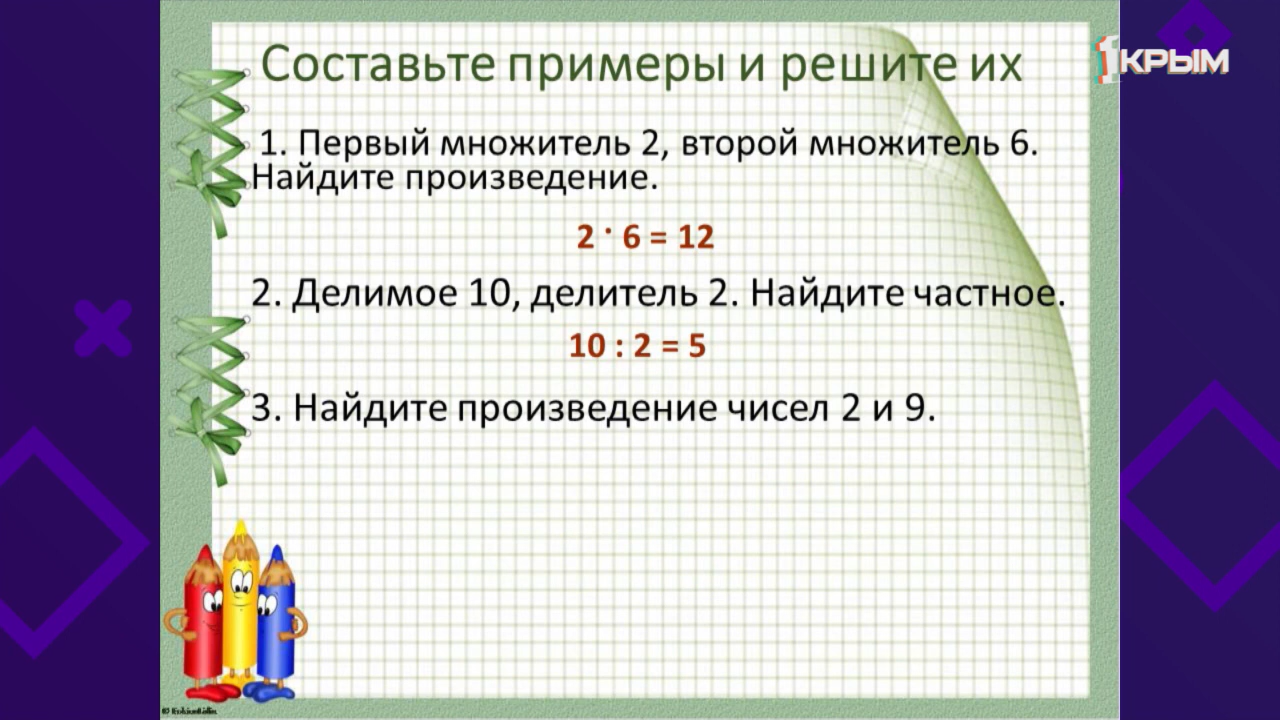 Составьте примеры и решите их
1КРЫМ
1. Первый множитель 2, второй множитель 6.
Найдите произведение.
2 · 6 = 12
2. Делимое 10, делитель 2. Найдите частное.
10 : 2 = 5
3. Найдите произведение чисел 2 и 9.